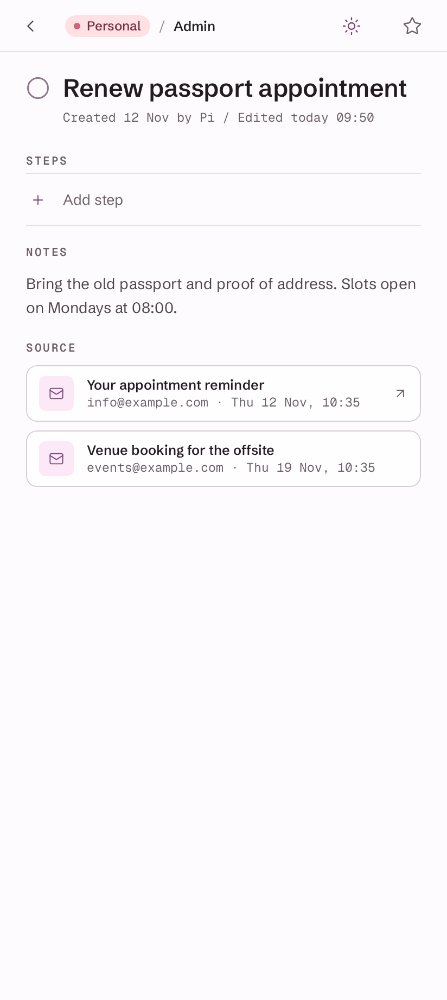 Personal / Admin
Renew passport appointment
Created 12 Nov by Pi / Edited today 09:50
STEPS
Add step
NOTES
Bring the old passport and proof of address. Slots open
on Mondays at 08:00.
SOURCE
Your appointment reminder
info@example.com · Thu 12 Nov, 10:35
Venue booking for the offsite
events@example.com · Thu 19 Nov, 10:35